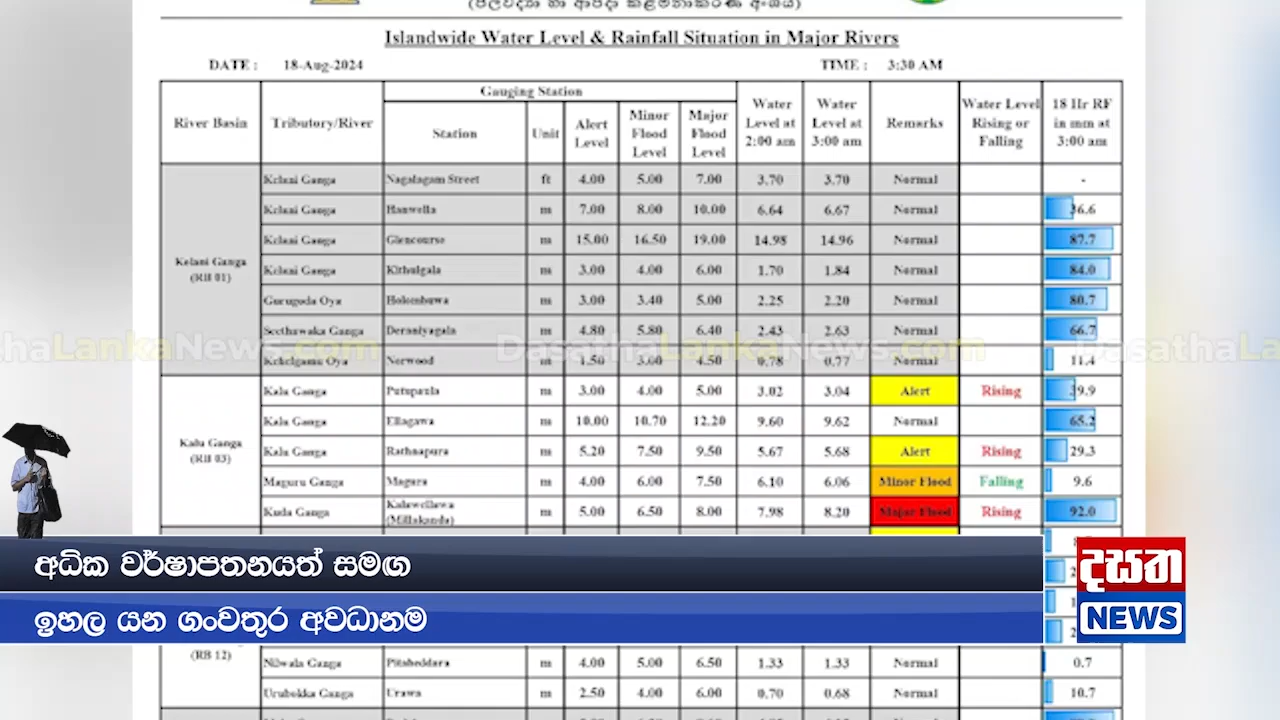 (ජලවිද්‍යා හා ආපදා කළමනාකරණ අංශය)
Islandwide Water Level & Rainfall Situation in Major Rivers
DATE : 18-Aug-2024 TIME : 3:30 AM
River Basin Tributary/River Gauging Station Station Unit Alert Level Minor Flood Level Major Flood Level Water Level at 2:00 am Water Level at 3:00 am Remarks Water Level Rising or Falling 18 Hr RF in mm at 3:00 am
Kelani Ganga (RB 01)
Kelani Ganga Nagalagam Street ft 4.00 5.00 7.00 3.70 3.70 Normal -
Kelani Ganga Hanwella m 7.00 8.00 10.00 6.64 6.67 Normal 36.6
Kelani Ganga Glencourse m 15.00 16.50 19.00 14.98 14.96 Normal 87.7
Kelani Ganga Kithulgala m 3.00 4.00 6.00 1.70 1.84 Normal 84.0
Gurugoda Oya Holombuwa m 3.00 3.40 5.00 2.25 2.20 Normal 80.7
Seethawaka Ganga Deraniyagala m 4.80 5.80 6.40 2.43 2.63 Normal 66.7
Kehelgamu Oya Norwood m 1.50 3.00 4.50 0.78 0.77 Normal 11.4
DasathaLankaNews.com
Kalu Ganga (RB 03)
Kalu Ganga Putupaula m 3.00 4.00 5.00 3.02 3.04 Alert Rising 39.9
Kalu Ganga Ellagawa m 10.00 10.70 12.20 9.60 9.62 Normal 65.2
Kalu Ganga Rathnapura m 5.20 7.50 9.50 5.67 5.68 Alert Rising 29.3
Maguru Ganga Magura m 4.00 6.00 7.50 6.10 6.06 Minor Flood Falling 9.6
Kuda Ganga Kalawellawa (Millakanda) m 5.00 6.50 8.00 7.98 8.20 Major Flood Rising 92.0
අධික වර්ෂාපතනයත් සමඟ
ඉහල යන ගංවතුර අවධානම
දසත
NEWS
(RB 12)
Nilwala Ganga Pitabeddara m 4.00 5.00 6.50 1.33 1.33 Normal 0.7
Urubokka Ganga Urawa m 2.50 4.00 6.00 0.70 0.68 Normal 10.7